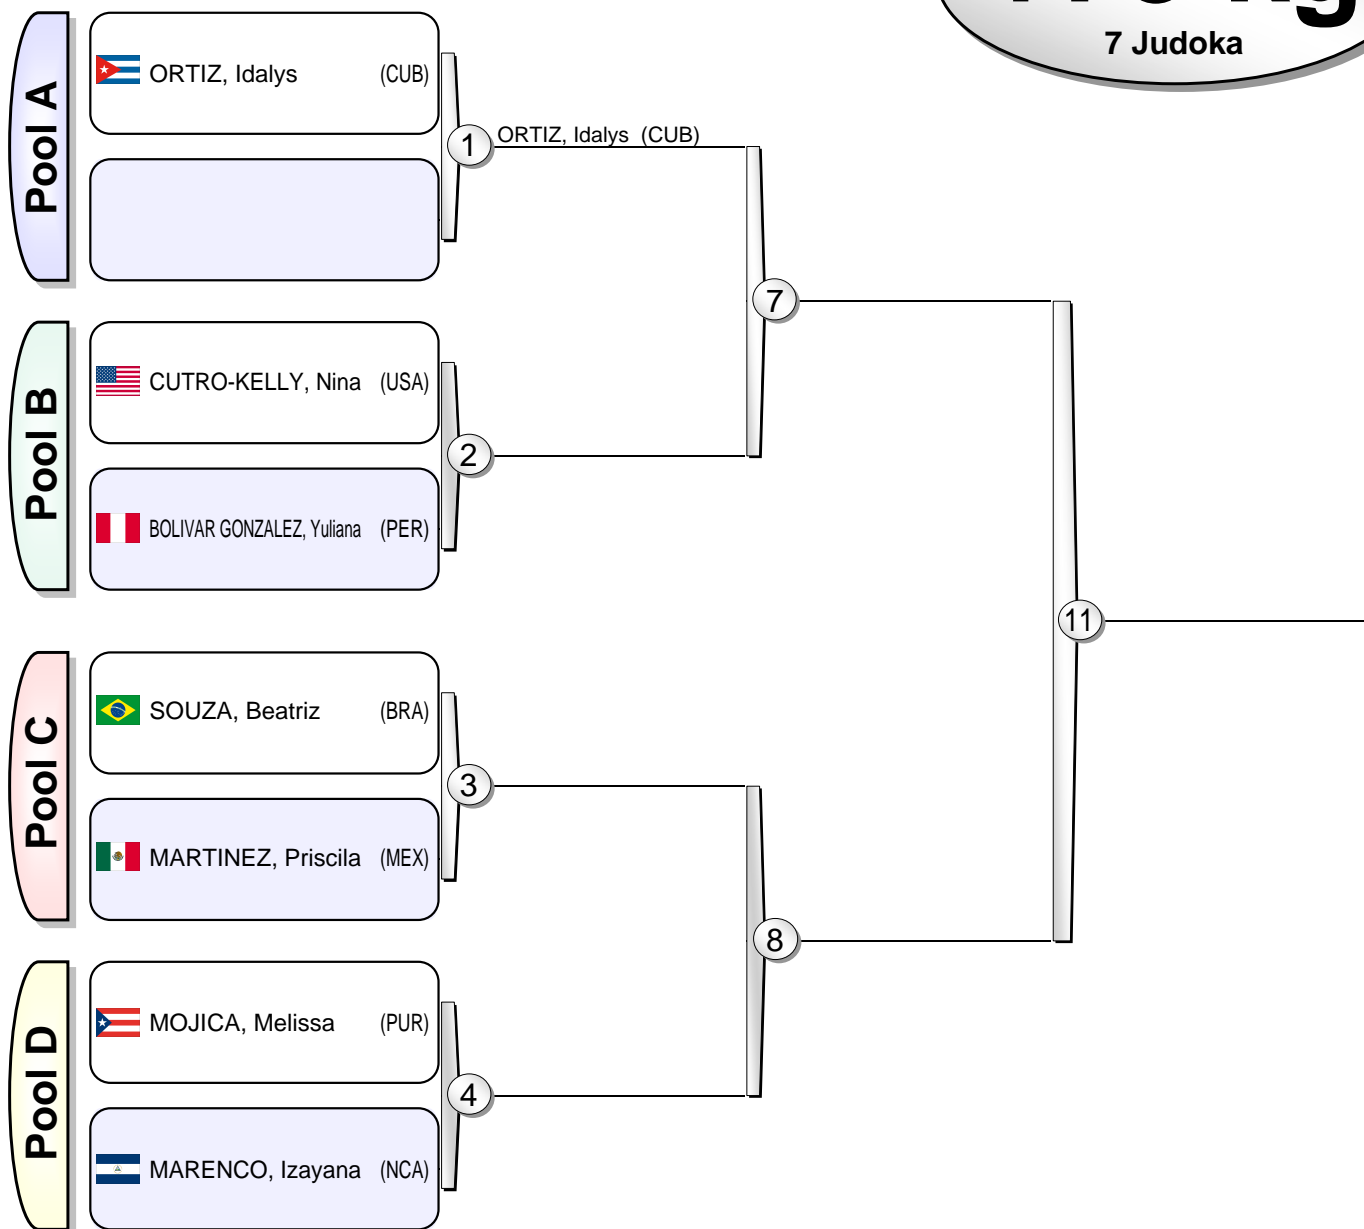 7 Judoka
Pool A
ORTIZ, Idalys (CUB)
1
ORTIZ, Idalys (CUB)
7
Pool B
CUTRO-KELLY, Nina (USA)
2
BOLIVAR GONZALEZ, Yuliana (PER)
11
Pool C
SOUZA, Beatriz (BRA)
3
MARTINEZ, Priscila (MEX)
8
Pool D
MOJICA, Melissa (PUR)
4
MARENCO, Izayana (NCA)